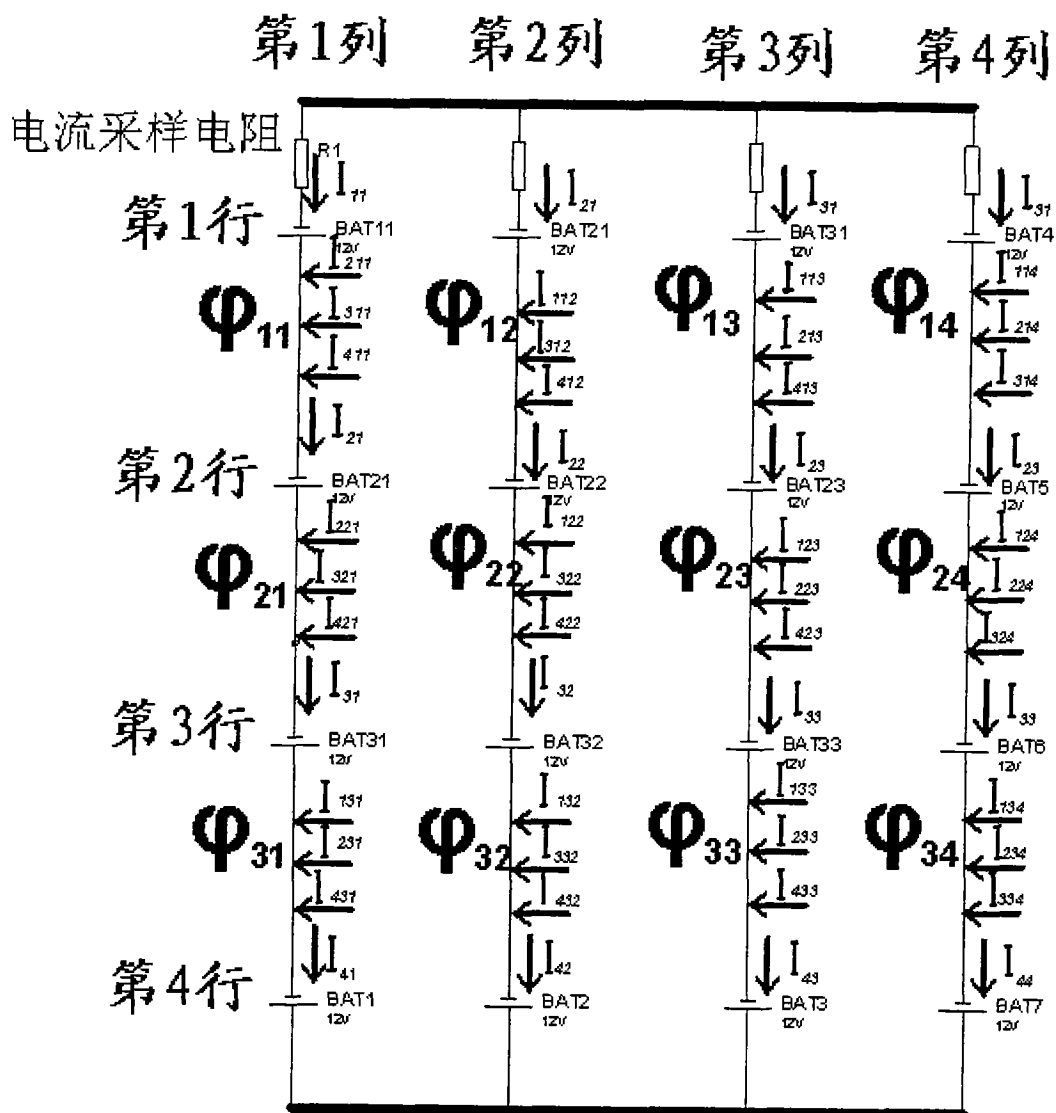 第1列 第2列 第3列 第4列
电流采样电阻
R1
I11 I21 I31 I31
第1行
BAT11 BAT21 BAT31 BAT4
12V 12V 12V 12V
φ11 φ12 φ13 φ14
I211 I112 I113 I114
I311 I312 I213 I214
I411 I412 I413 I314
I21 I22 I23 I23
第2行
BAT21 BAT22 BAT23 BAT5
12V 12V 12V 12V
φ21 φ22 φ23 φ24
I221 I122 I123 I124
I321 I322 I223 I224
I421 I422 I423 I324
I31 I32 I33 I33
第3行
BAT31 BAT32 BAT33 BAT6
12V 12V 12V 12V
φ31 φ32 φ33 φ34
I131 I132 I133 I134
I231 I332 I233 I234
I431 I432 I433 I334
I41 I42 I43 I44
第4行
BAT1 BAT2 BAT3 BAT7
12V 12V 12V 12V